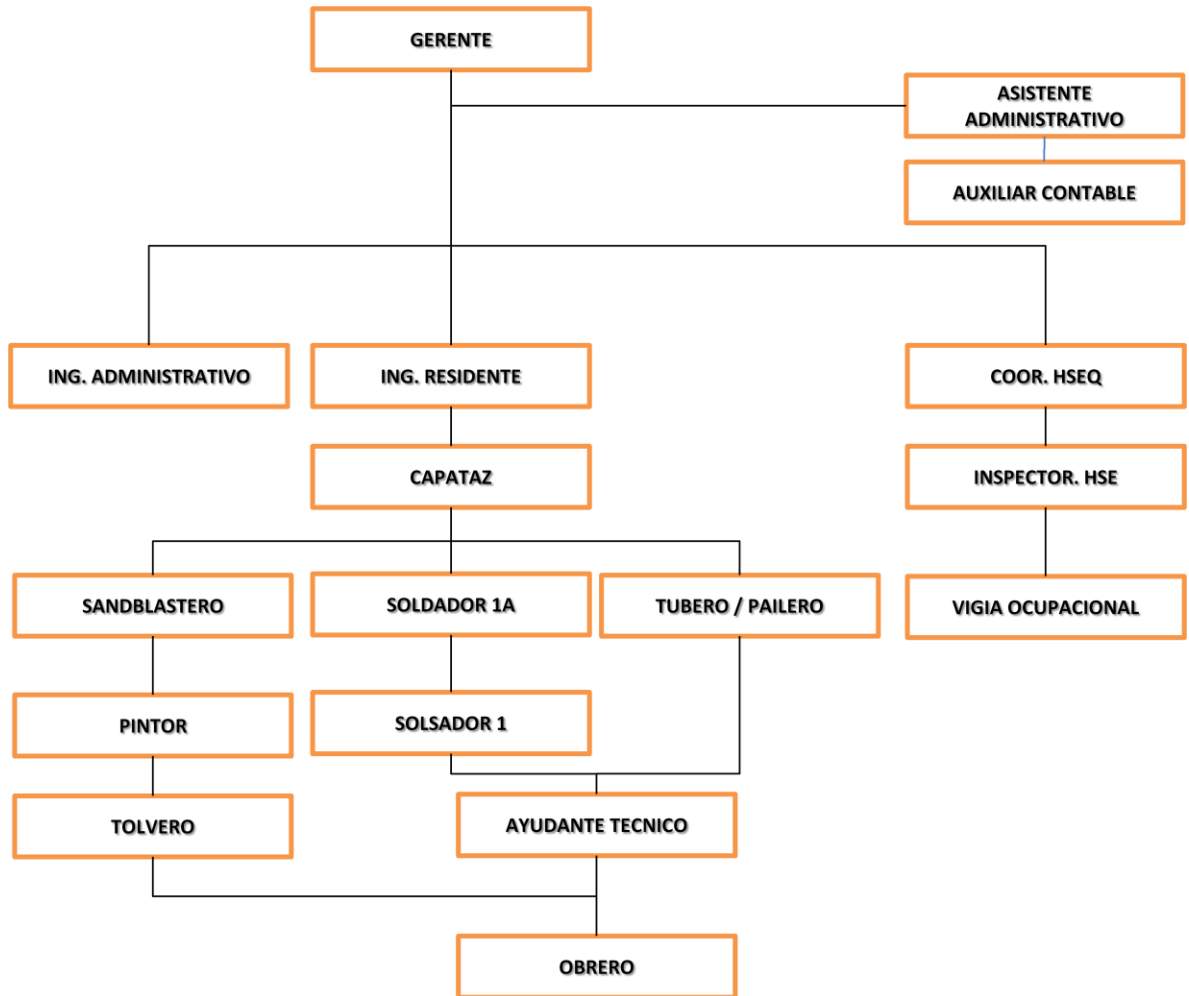 GERENTE
ASISTENTE
ADMINISTRATIVO
AUXILIAR CONTABLE
ING. ADMINISTRATIVO
ING. RESIDENTE
COOR. HSEQ
CAPATAZ
INSPECTOR. HSE
SANDBLASTERO
SOLDADOR 1A
TUBERO / PAILERO
VIGIA OCUPACIONAL
PINTOR
SOLSADOR 1
TOLVERO
AYUDANTE TECNICO
OBRERO